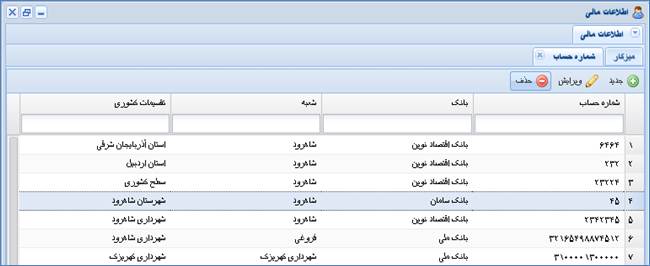 اطلاعات مالی
اطلاعات مالی
میزکار شماره حساب
جدید ویرایش حذف
شماره حساب بانک شعبه تقسیمات کشوری
۱ ۶۴۶۴ بانک اقتصاد نوین شاهرود استان آذربایجان شرقی
۲ ۲۳۲ بانک اقتصاد نوین شاهرود استان اردبیل
۳ ۲۳۲۲۴ بانک اقتصاد نوین شاهرود سطح کشوری
۴ ۴۵ بانک سامان شاهرود شهرستان شاهرود
۵ ۲۳۴۲۳۴۵ بانک اقتصاد نوین شاهرود شهرداری شاهرود
۶ ۳۲۱۶۵۴۹۸۸۷۴۵۱۲ بانک ملی فروغی شهرداری شاهرود
۷ ۳۱۰۰۰۰۱۳۰۰۰۰۰ بانک ملی شهرداری کهریزک شهرداری کهریزک